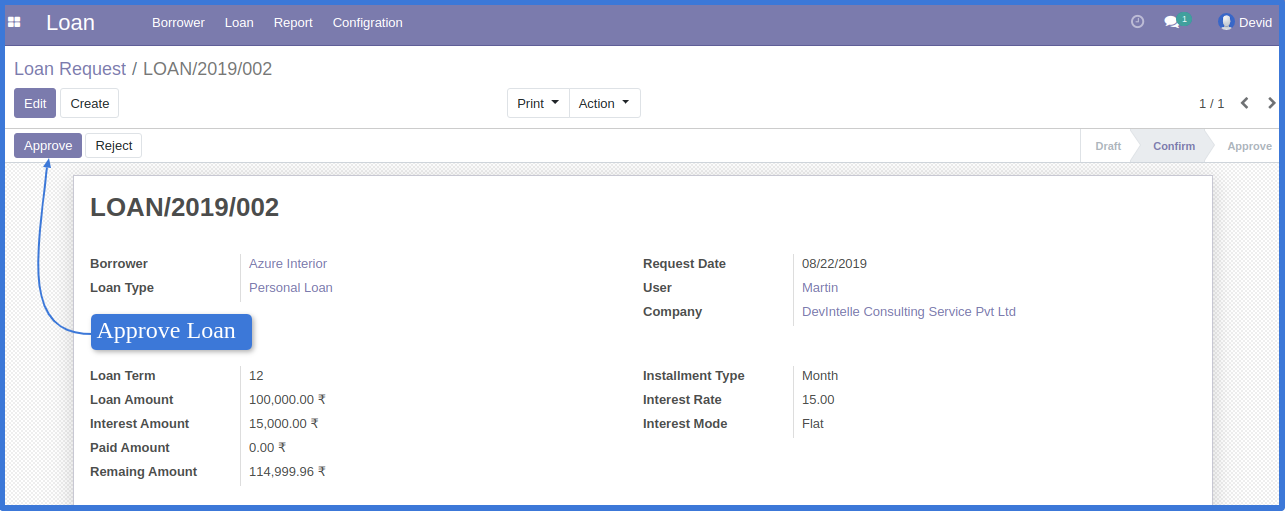 Loan Borrower Loan Report Configration 1 Devid
Loan Request / LOAN/2019/002
Edit Create Print Action 1 / 1
Approve Reject Draft Confirm Approve
LOAN/2019/002
Borrower Azure Interior Request Date 08/22/2019
Loan Type Personal Loan User Martin
Company DevIntelle Consulting Service Pvt Ltd
Approve Loan
Loan Term 12 Installment Type Month
Loan Amount 100,000.00 ₹ Interest Rate 15.00
Interest Amount 15,000.00 ₹ Interest Mode Flat
Paid Amount 0.00 ₹
Remaing Amount 114,999.96 ₹